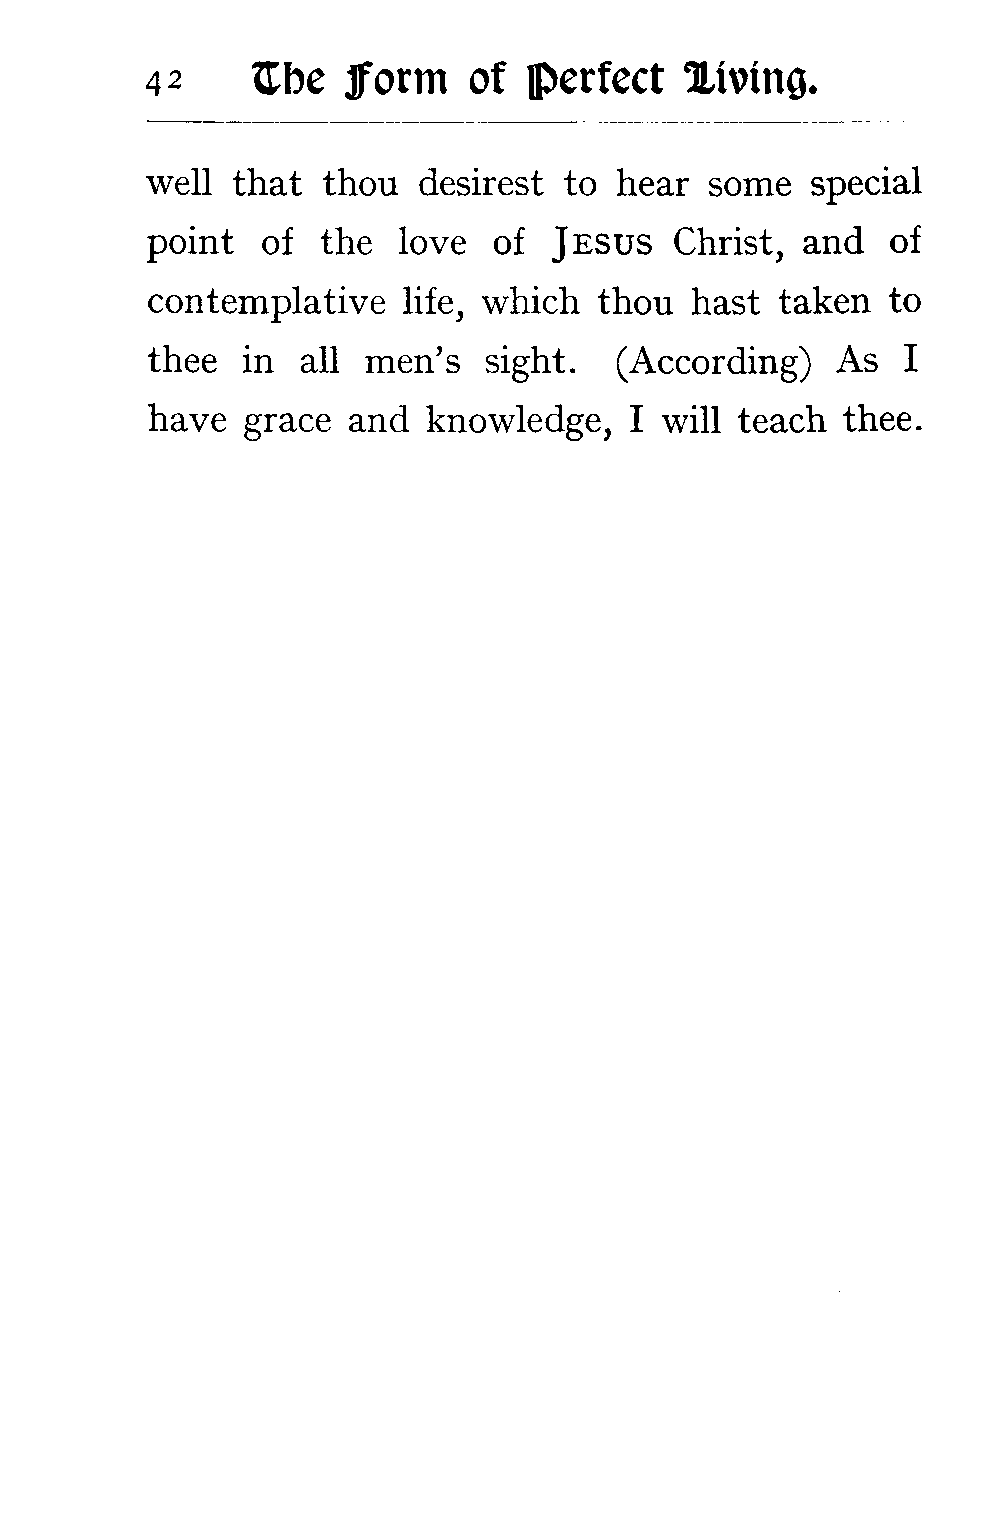 42 The Form of Perfect Living.
well that thou desirest to hear some special
point of the love of JESUS Christ, and of
contemplative life, which thou hast taken to
thee in all men's sight. (According) As I
have grace and knowledge, I will teach thee.